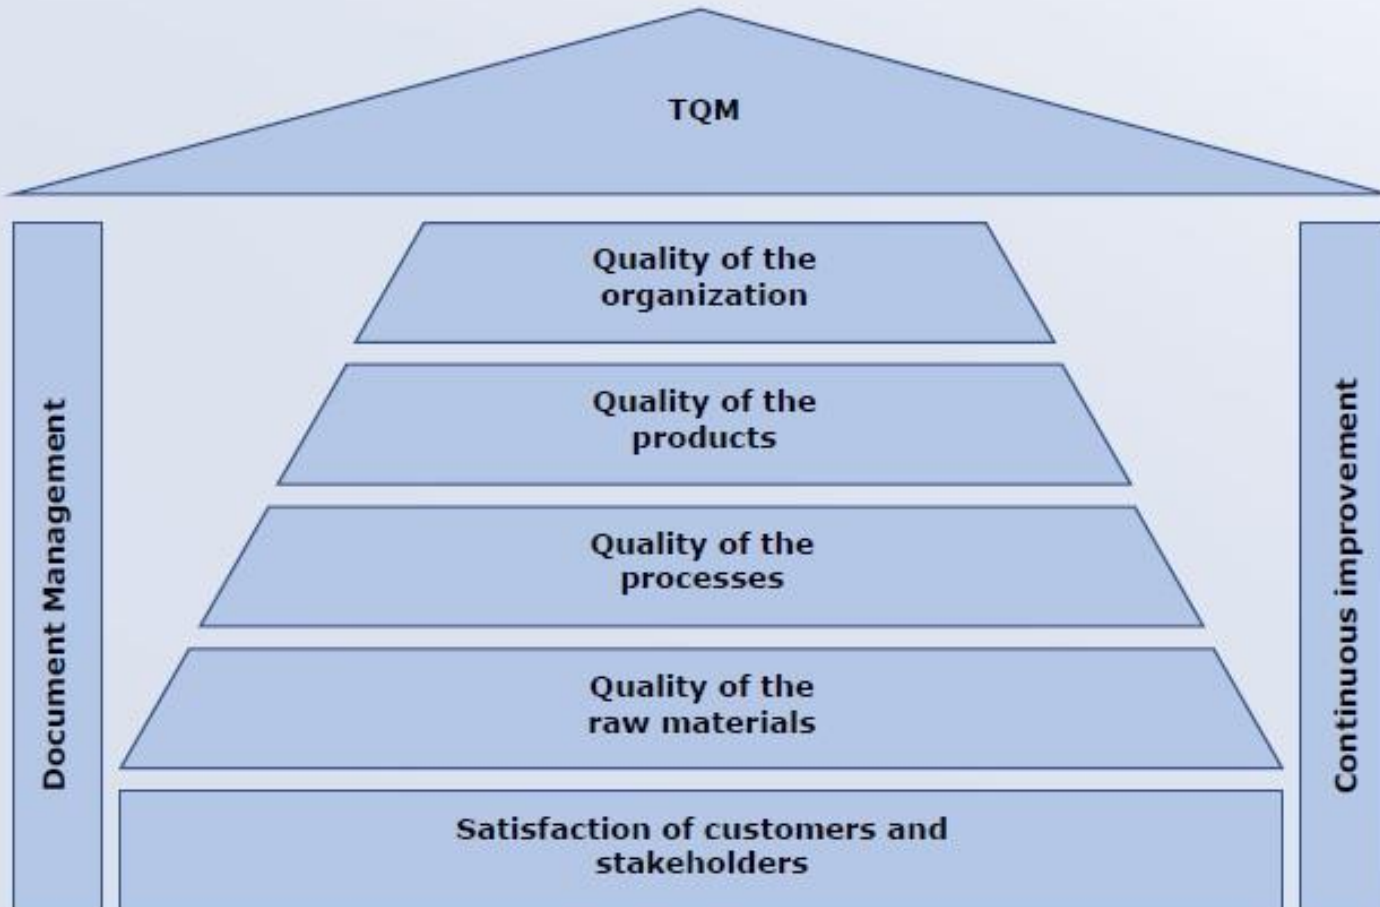 TQM
Quality of the
organization
Quality of the
products
Quality of the
processes
Quality of the
raw materials
Satisfaction of customers and
stakeholders
Document Management
Continuous improvement